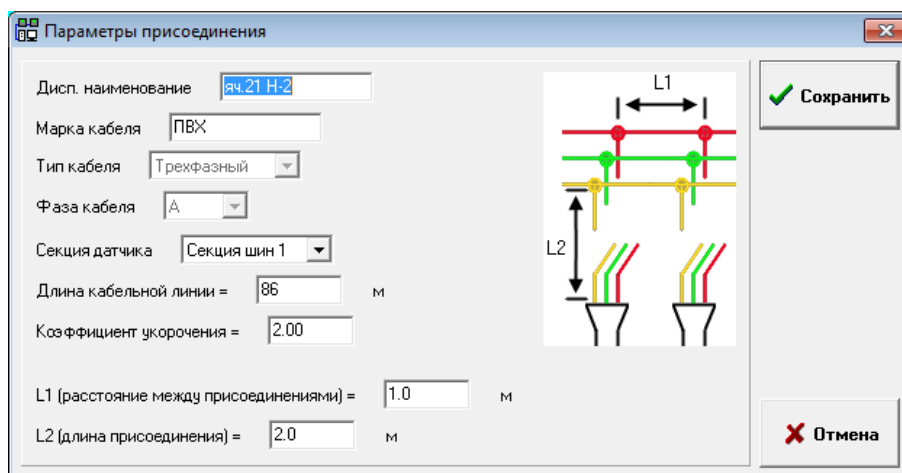 Параметры присоединения
Дисп. наименование яч.21 Н-2
Марка кабеля ПВХ
Тип кабеля Трехфазный
Фаза кабеля А
Секция датчика Секция шин 1
Длина кабельной линии = 86 м
Коэффициент укорочения = 2.00
L1 (расстояние между присоединениями) = 1.0 м
L2 (длина присоединения) = 2.0 м
L1
L2
Сохранить
Отмена